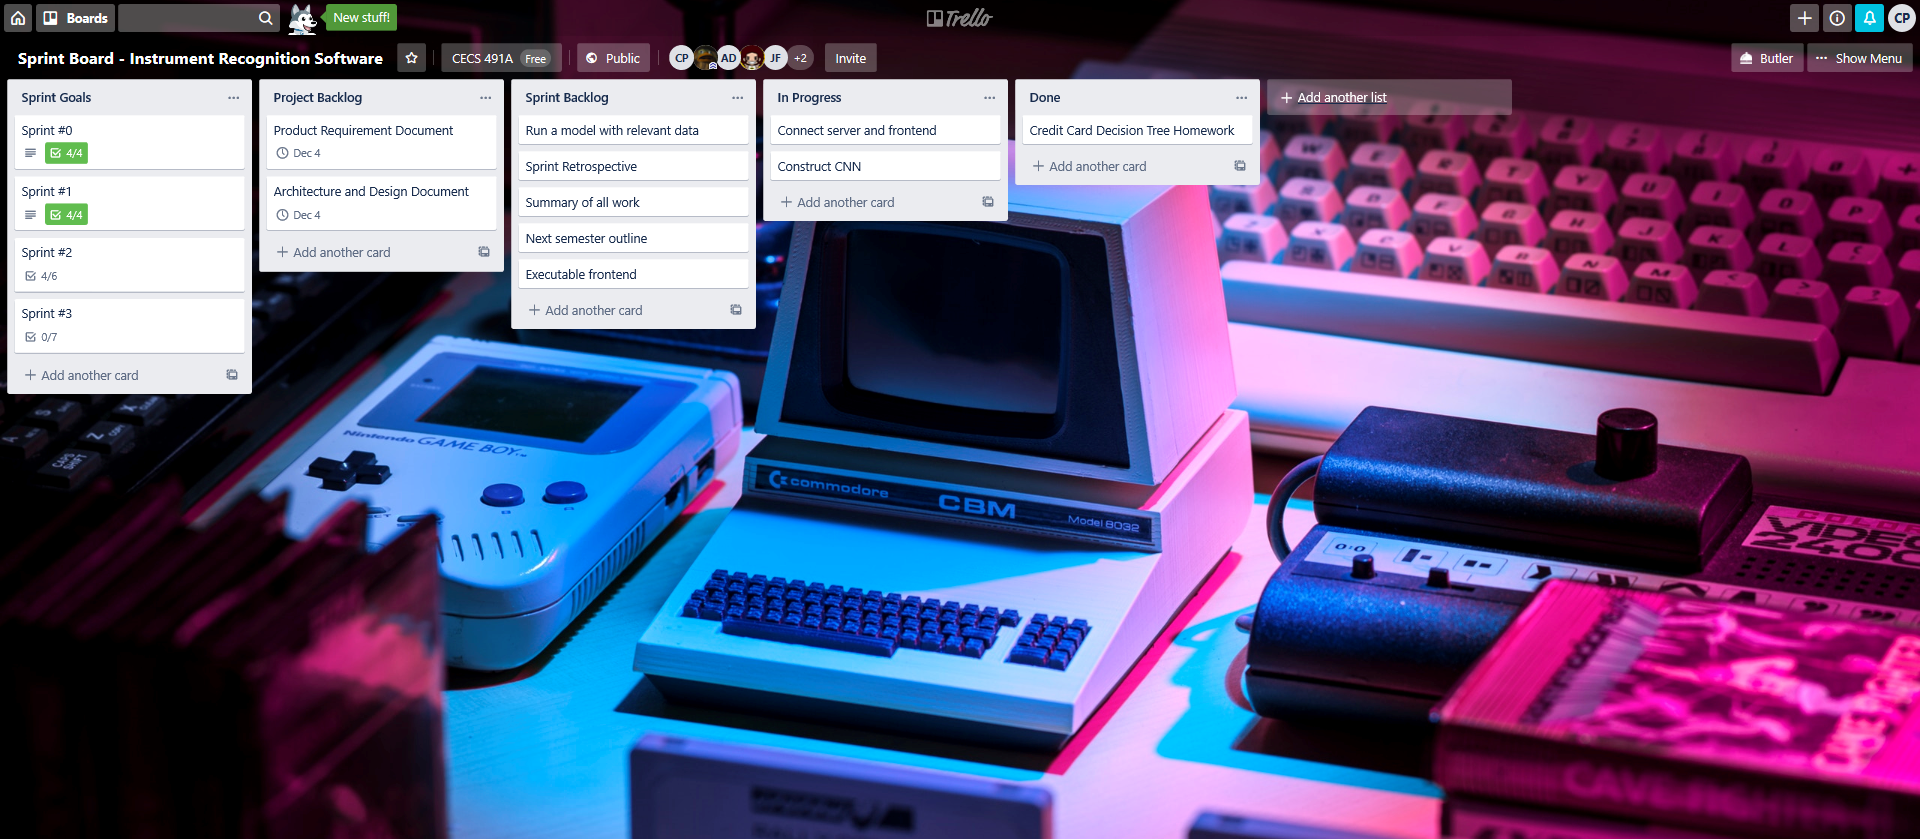 Boards
New stuff!
Trello
CP
Sprint Board - Instrument Recognition Software
CECS 491A Free
Public
CP
AD
JF
+2
Invite
Butler
Show Menu
Sprint Goals
Sprint #0
4/4
Sprint #1
4/4
Sprint #2
4/6
Sprint #3
0/7
Add another card
Project Backlog
Product Requirement Document
Dec 4
Architecture and Design Document
Dec 4
Add another card
Sprint Backlog
Run a model with relevant data
Sprint Retrospective
Summary of all work
Next semester outline
Executable frontend
Add another card
In Progress
Connect server and frontend
Construct CNN
Add another card
Done
Credit Card Decision Tree Homework
Add another card
Add another list
Nintendo GAME BOY
B
A
commodore
CBM
Model 8032
CAPS
SHIFT
Z